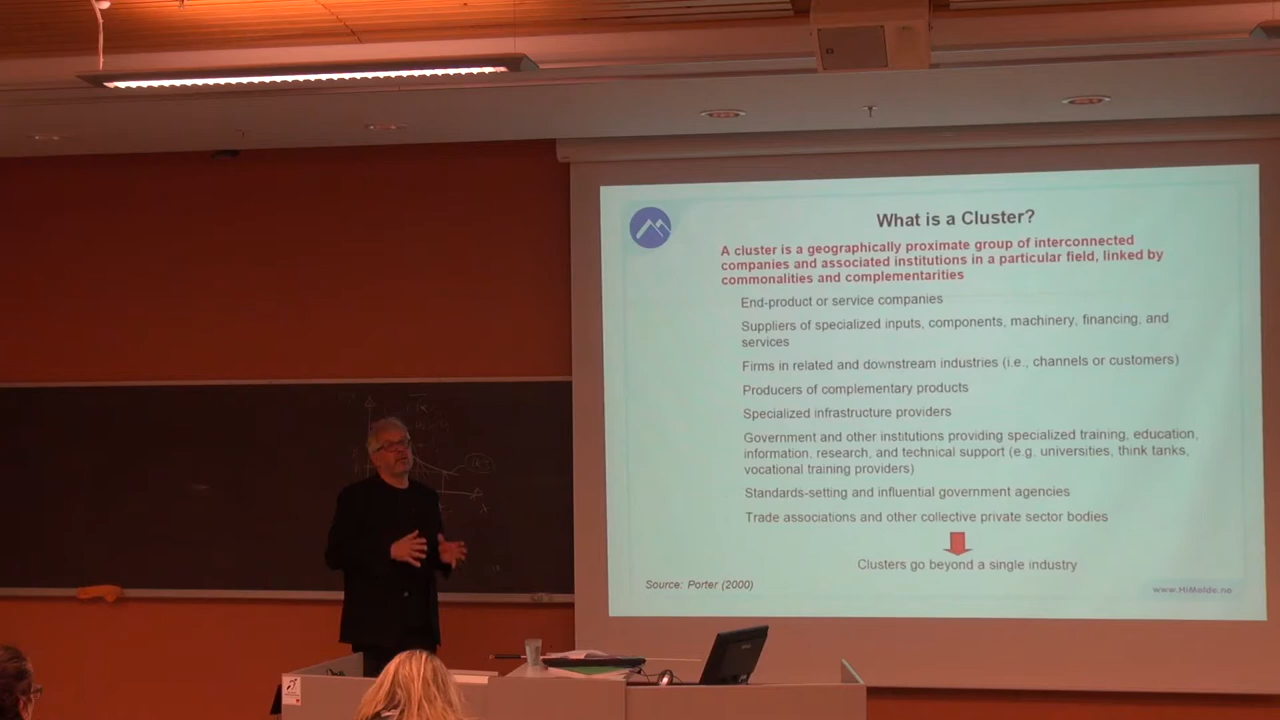 What is a Cluster?
A cluster is a geographically proximate group of interconnected
companies and associated institutions in a particular field, linked by
commonalities and complementarities
End-product or service companies
Suppliers of specialized inputs, components, machinery, financing, and
services
Firms in related and downstream industries (i.e., channels or customers)
Producers of complementary products
Specialized infrastructure providers
Government and other institutions providing specialized training, education,
information, research, and technical support (e.g. universities, think tanks,
vocational training providers)
Standards-setting and influential government agencies
Trade associations and other collective private sector bodies
Clusters go beyond a single industry
Source: Porter (2000)
www.HiMolde.no